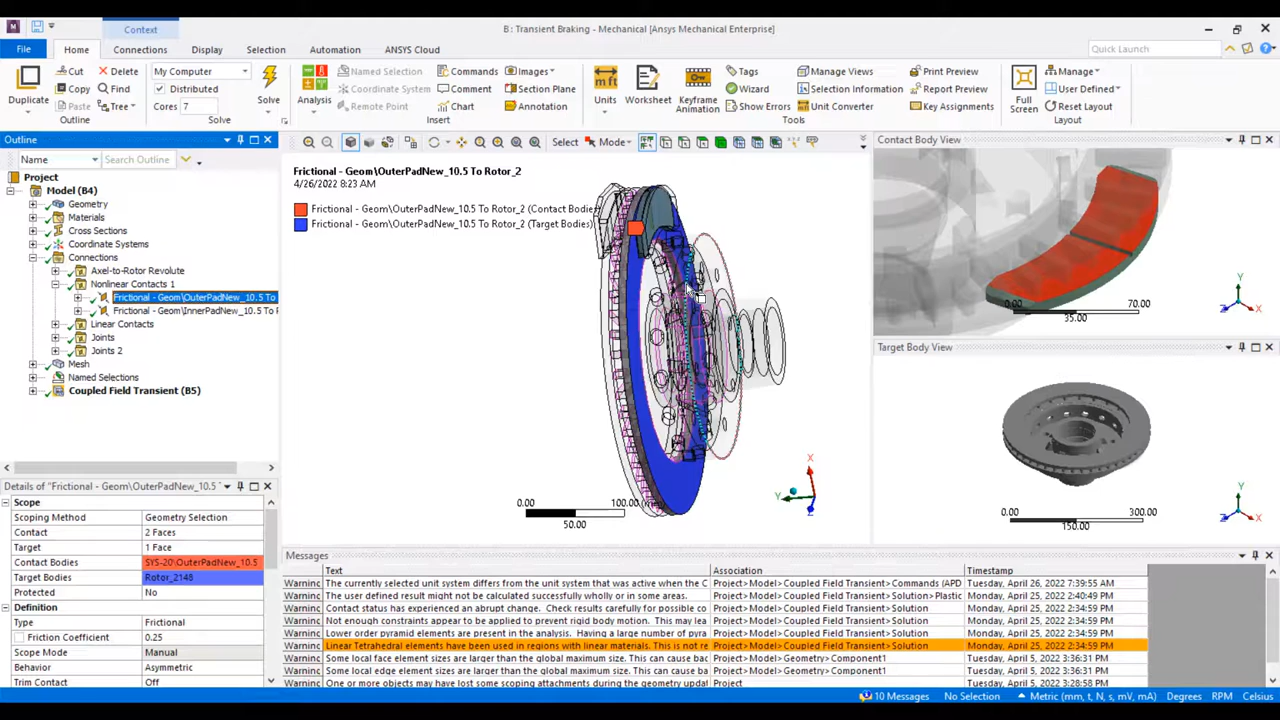 B : Transient Braking - Mechanical [Ansys Mechanical Enterprise]
Context
File Home Connections Display Selection Automation ANSYS Cloud
Quick Launch
Duplicate
Cut Delete
Copy Find
Paste Tree
Outline
My Computer
Distributed
Cores 7
Solve
Solve
Analysis
Named Selection
Coordinate System
Remote Point
Commands
Comment
Chart
Images
Section Plane
Annotation
Insert
Units
Worksheet
Keyframe
Animation
Tags
Wizard
Show Errors
Manage Views
Selection Information
Unit Converter
Print Preview
Report Preview
Key Assignments
Tools
Full
Screen
Manage
User Defined
Reset Layout
Layout
Outline
Name
Search Outline
Project
Model (B4)
Geometry
Materials
Cross Sections
Coordinate Systems
Connections
Axel-to-Rotor Revolute
Nonlinear Contacts 1
Frictional - Geom\OuterPadNew_10.5 To
Frictional - Geom\InnerPadNew_10.5 To R
Linear Contacts
Joints
Joints 2
Mesh
Named Selections
Coupled Field Transient (B5)
Details of "Frictional - Geom\OuterPadNew_10.5
Scope
Scoping Method Geometry Selection
Contact 2 Faces
Target 1 Face
Contact Bodies SYS-20\OuterPadNew_10.5
Target Bodies Rotor_2148
Protected No
Definition
Type Frictional
Friction Coefficient 0.25
Scope Mode Manual
Behavior Asymmetric
Trim Contact Off
Select Mode
Frictional - Geom\OuterPadNew_10.5 To Rotor_2
4/26/2022 8:23 AM
Frictional - Geom\OuterPadNew_10.5 To Rotor_2 (Contact Bodies)
Frictional - Geom\OuterPadNew_10.5 To Rotor_2 (Target Bodies)
0.00 100.00
50.00
X
Y
Z
Contact Body View
0.00 70.00
35.00
Y
Z X
Target Body View
0.00 300.00
150.00
Y
Z X
Messages
Text Association Timestamp
Warninc The currently selected unit system differs from the unit system that was active when the C Project>Model>Coupled Field Transient>Commands (APD Tuesday, April 26, 2022 7:39:55 AM
Warninc The user defined result might not be calculated successfully wholly or in some areas. Project>Model>Coupled Field Transient>Solution>Plastic Monday, April 25, 2022 2:40:49 PM
Warninc Contact status has experienced an abrupt change. Check results carefully for possible co Project>Model>Coupled Field Transient>Solution Monday, April 25, 2022 2:34:59 PM
Warninc Not enough constraints appear to be applied to prevent rigid body motion. This may lea Project>Model>Coupled Field Transient>Solution Monday, April 25, 2022 2:34:59 PM
Warninc Lower order pyramid elements are present in the analysis. Having a large number of pyra Project>Model>Coupled Field Transient>Solution Monday, April 25, 2022 2:34:59 PM
Warninc Linear Tetrahedral elements have been used in regions with linear materials. This is not re Project>Model>Coupled Field Transient>Solution Monday, April 25, 2022 2:34:59 PM
Warninc Some local face element sizes are larger than the global maximum size. This can cause bac Project>Model>Geometry>Component1 Tuesday, April 5, 2022 3:36:31 PM
Warninc Some local edge element sizes are larger than the global maximum size. This can cause ba Project>Model>Geometry>Component1 Tuesday, April 5, 2022 3:36:31 PM
Warninc One or more objects may have lost some scoping attachments during the geometry updat Project Tuesday, April 5, 2022 3:28:58 PM
10 Messages No Selection Metric (mm, t, N, s, mV, mA) Degrees RPM Celsius